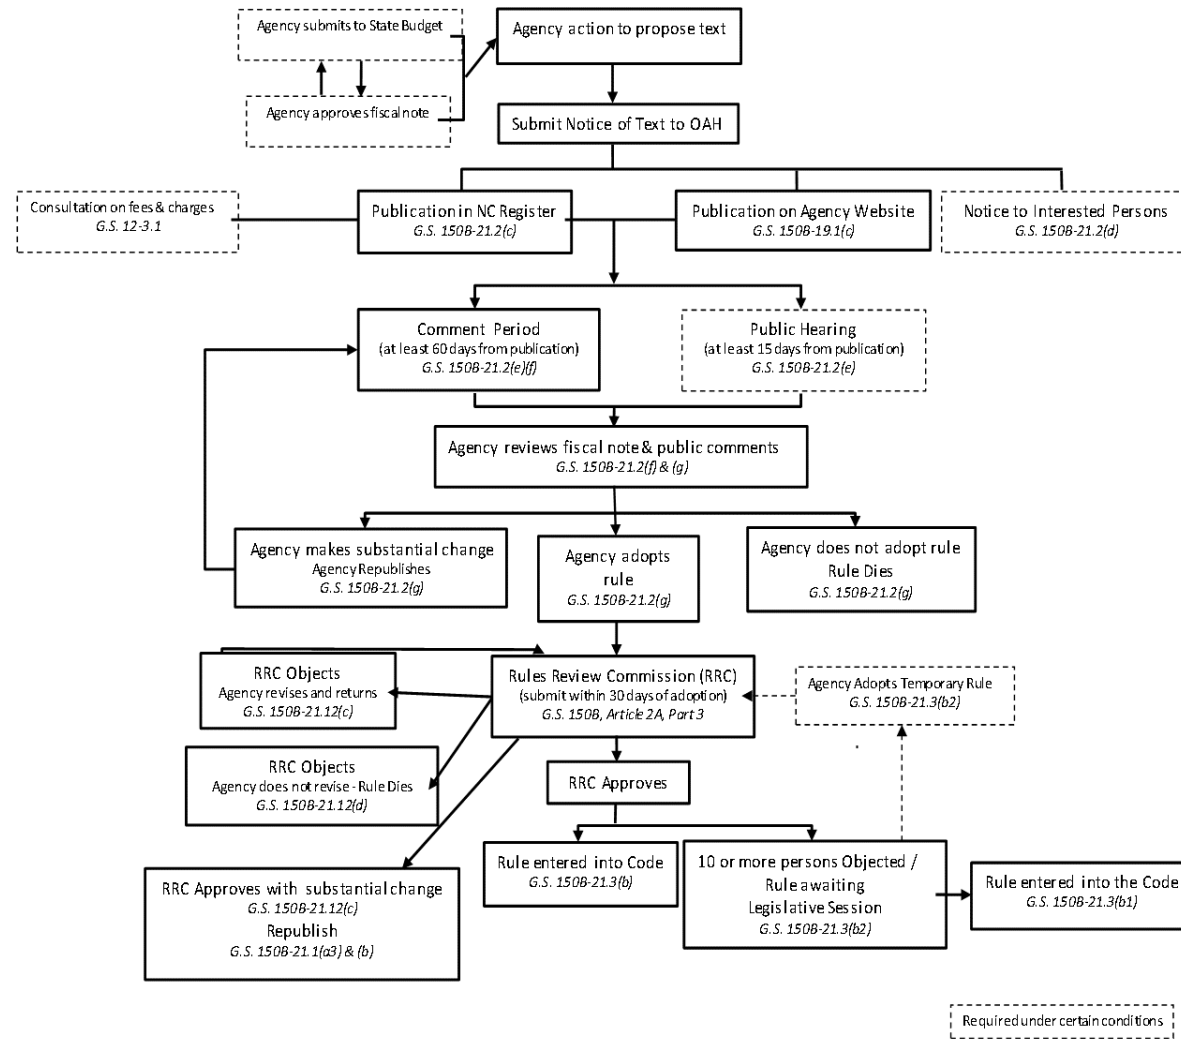 Agency submits to State Budget
Agency action to propose text
Agency approves fiscal note
Submit Notice of Text to OAH
Consultation on fees & charges
G.S. 12-3.1
Publication in NC Register
G.S. 150B-21.2(c)
Publication on Agency Website
G.S. 150B-19.1(c)
Notice to Interested Persons
G.S. 150B-21.2(d)
Comment Period
(at least 60 days from publication)
G.S. 150B-21.2(e)(f)
Public Hearing
(at least 15 days from publication)
G.S. 150B-21.2(e)
Agency reviews fiscal note & public comments
G.S. 150B-21.2(f) & (g)
Agency makes substantial change
Agency Republishes
G.S. 150B-21.2(g)
Agency adopts
rule
G.S. 150B-21.2(g)
Agency does not adopt rule
Rule Dies
G.S. 150B-21.2(g)
RRC Objects
Agency revises and returns
G.S. 150B-21.12(c)
Rules Review Commission (RRC)
(submit within 30 days of adoption)
G.S. 150B, Article 2A, Part 3
Agency Adopts Temporary Rule
G.S. 150B-21.3(b2)
RRC Objects
Agency does not revise - Rule Dies
G.S. 150B-21.12(d)
RRC Approves
RRC Approves with substantial change
G.S. 150B-21.12(c)
Republish
G.S. 150B-21.1(a3) & (b)
Rule entered into Code
G.S. 150B-21.3(b)
10 or more persons Objected /
Rule awaiting
Legislative Session
G.S. 150B-21.3(b2)
Rule entered into the Code
G.S. 150B-21.3(b1)
Required under certain conditions